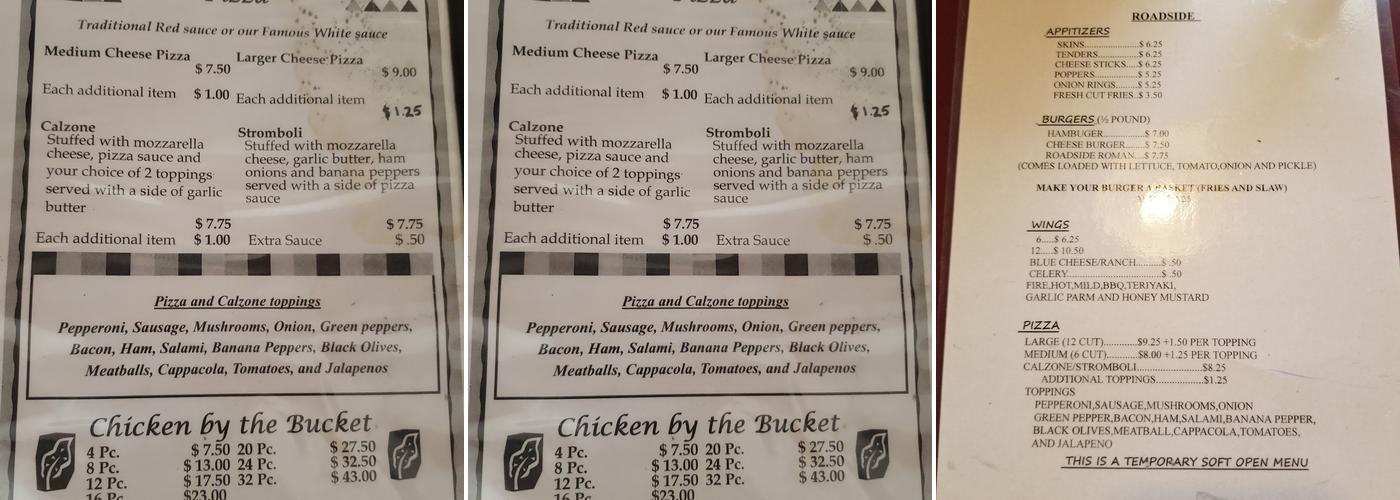 Pizza
Traditional Red sauce or our Famous White sauce
Medium Cheese Pizza
$ 7.50
Larger Cheese Pizza
$ 9.00
Each additional item $ 1.00
Each additional item
$1.25
Calzone
Stuffed with mozzarella
cheese, pizza sauce and
your choice of 2 toppings
served with a side of garlic
butter
$ 7.75
Each additional item $ 1.00
Stromboli
Stuffed with mozzarella
cheese, garlic butter, ham
onions and banana peppers
served with a side of pizza
sauce
$ 7.75
Extra Sauce $ .50
Pizza and Calzone toppings
Pepperoni, Sausage, Mushrooms, Onion, Green peppers,
Bacon, Ham, Salami, Banana Peppers, Black Olives,
Meatballs, Cappacola, Tomatoes, and Jalapenos
Chicken by the Bucket
4 Pc. $ 7.50 20 Pc. $ 27.50
8 Pc. $ 13.00 24 Pc. $ 32.50
12 Pc. $ 17.50 32 Pc. $ 43.00
16 Pc. $23.00
Pizza
Traditional Red sauce or our Famous White sauce
Medium Cheese Pizza
$ 7.50
Larger Cheese Pizza
$ 9.00
Each additional item $ 1.00
Each additional item
$1.25
Calzone
Stuffed with mozzarella
cheese, pizza sauce and
your choice of 2 toppings
served with a side of garlic
butter
$ 7.75
Each additional item $ 1.00
Stromboli
Stuffed with mozzarella
cheese, garlic butter, ham
onions and banana peppers
served with a side of pizza
sauce
$ 7.75
Extra Sauce $ .50
Pizza and Calzone toppings
Pepperoni, Sausage, Mushrooms, Onion, Green peppers,
Bacon, Ham, Salami, Banana Peppers, Black Olives,
Meatballs, Cappacola, Tomatoes, and Jalapenos
Chicken by the Bucket
4 Pc. $ 7.50 20 Pc. $ 27.50
8 Pc. $ 13.00 24 Pc. $ 32.50
12 Pc. $ 17.50 32 Pc. $ 43.00
16 Pc. $23.00
ROADSIDE
APPITIZERS
SKINS.......................$ 6.25
TENDERS.................$ 6.25
CHEESE STICKS.....$ 6.25
POPPERS.................$ 5.25
ONION RINGS.........$ 5.25
FRESH CUT FRIES..$ 3.50
BURGERS (½ POUND)
HAMBUGER...............$ 7.00
CHEESE BURGER.......$ 7.50
ROADSIDE ROMAN....$ 7.75
(COMES LOADED WITH LETTUCE, TOMATO,ONION AND PICKLE)
MAKE YOUR BURGER A BASKET (FRIES AND SLAW)
WINGS
6.....$ 6.25
12.....$ 10.50
BLUE CHEESE/RANCH.........$ .50
CELERY...............................$ .50
FIRE,HOT,MILD,BBQ,TERIYAKI,
GARLIC PARM AND HONEY MUSTARD
PIZZA
LARGE (12 CUT)............$9.25 +1.50 PER TOPPING
MEDIUM (6 CUT)...........$8.00 +1.25 PER TOPPING
CALZONE/STROMBOLI......................$8.25
ADDTIONAL TOPPINGS..................$1.25
TOPPINGS
PEPPERONI,SAUSAGE,MUSHROOMS,ONION
GREEN PEPPER,BACON,HAM,SALAMI,BANANA PEPPER,
BLACK OLIVES,MEATBALL,CAPPACOLA,TOMATOES,
AND JALAPENO
THIS IS A TEMPORARY SOFT OPEN MENU